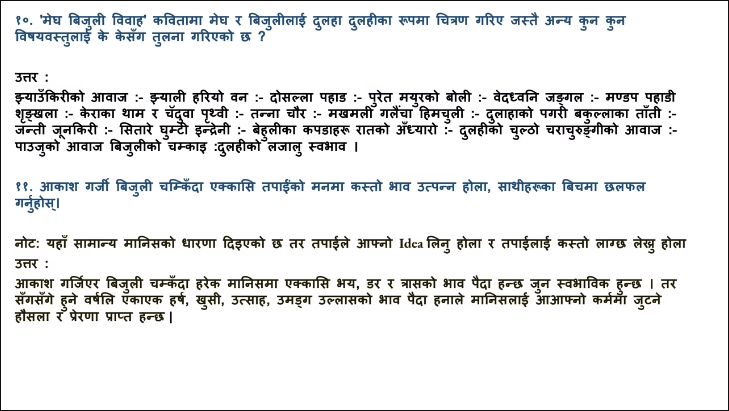 १०. 'मेघ बिजुली विवाह' कवितामा मेघ र बिजुलीलाई दुलहा दुलहीका रूपमा चित्रण गरिए जस्तै अन्य कुन कुन
विषयवस्तुलाई के केसँग तुलना गरिएको छ ?
उत्तर :
झ्याउँकिरीको आवाज :- झ्याली हरियो वन :- दोसल्ला पहाड :- पुरेत मयुरको बोली :- वेदध्वनि जङ्गल :- मण्डप पहाडी
शृङ्खला :- केराका थाम र चँदुवा पृथ्वी :- तन्ना चौर :- मखमली गलैंचा हिमचुली :- दुलाहाको पगरी बकुल्लाका ताँती :-
जन्ती जूनकिरी :- सितारे घुम्टी इन्द्रेनी :- बेहुलीका कपडाहरू रातको अँध्यारो :- दुलहीको चुल्ठो चराचुरुङ्गीको आवाज :-
पाउजुको आवाज बिजुलीको चम्काइ :दुलहीको लजालु स्वभाव ।
११. आकाश गर्जी बिजुली चम्किँदा एक्कासि तपाईंको मनमा कस्तो भाव उत्पन्न होला, साथीहरूका बिचमा छलफल
गर्नुहोस्।
नोट: यहाँ सामान्य मानिसको धारणा दिइएको छ तर तपाईले आफ्नो Idea लिनु होला र तपाईलाई कस्तो लाग्छ लेख्नु होला
उत्तर :
आकाश गर्जिएर बिजुली चम्कँदा हरेक मानिसमा एक्कासि भय, डर र त्रासको भाव पैदा हन्छ जुन स्वभाविक हुन्छ । तर
सँगसँगे हुने वर्षाले एकाएक हर्ष, खुसी, उत्साह, उमङ्ग उल्लासको भाव पैदा हनाले मानिसलाई आआफ्नो कर्ममा जुटने
हौसला र प्रेरणा प्राप्त हन्छ |